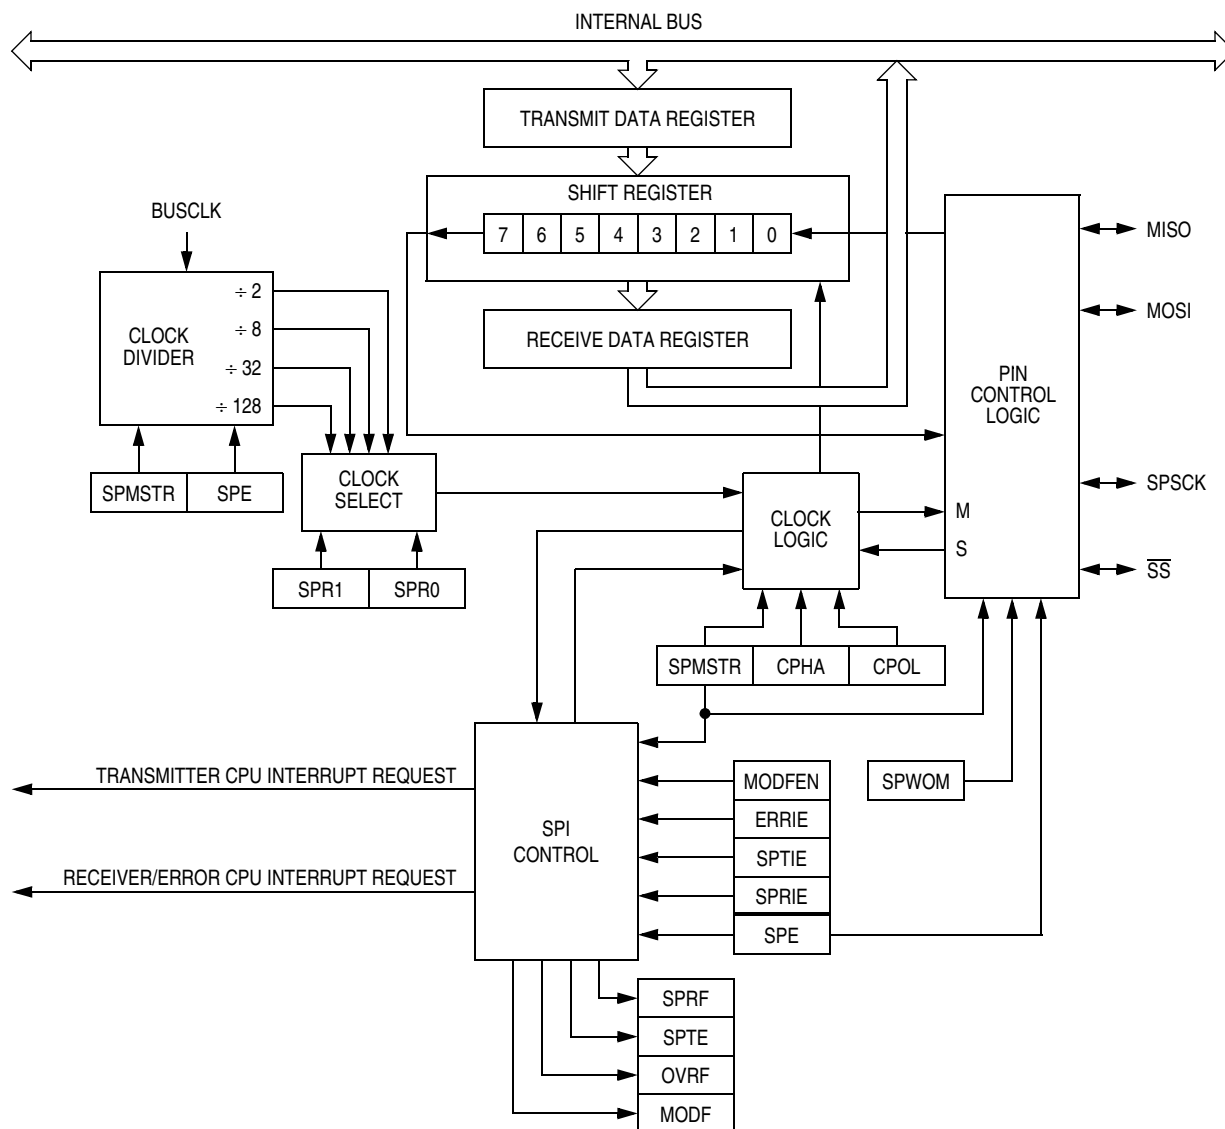 INTERNAL BUS
TRANSMIT DATA REGISTER
SHIFT REGISTER
7 6 5 4 3 2 1 0
BUSCLK
MISO
÷ 2
÷ 8
÷ 32
÷ 128
CLOCK
DIVIDER
RECEIVE DATA REGISTER
MOSI
PIN
CONTROL
LOGIC
SPMSTR SPE
CLOCK
SELECT
SPSCK
CLOCK
LOGIC
M
S
SS
SPR1 SPR0
SPMSTR CPHA CPOL
TRANSMITTER CPU INTERRUPT REQUEST
MODFEN
SPWOM
ERRIE
SPI
CONTROL
SPTIE
RECEIVER/ERROR CPU INTERRUPT REQUEST
SPRIE
SPE
SPRF
SPTE
OVRF
MODF